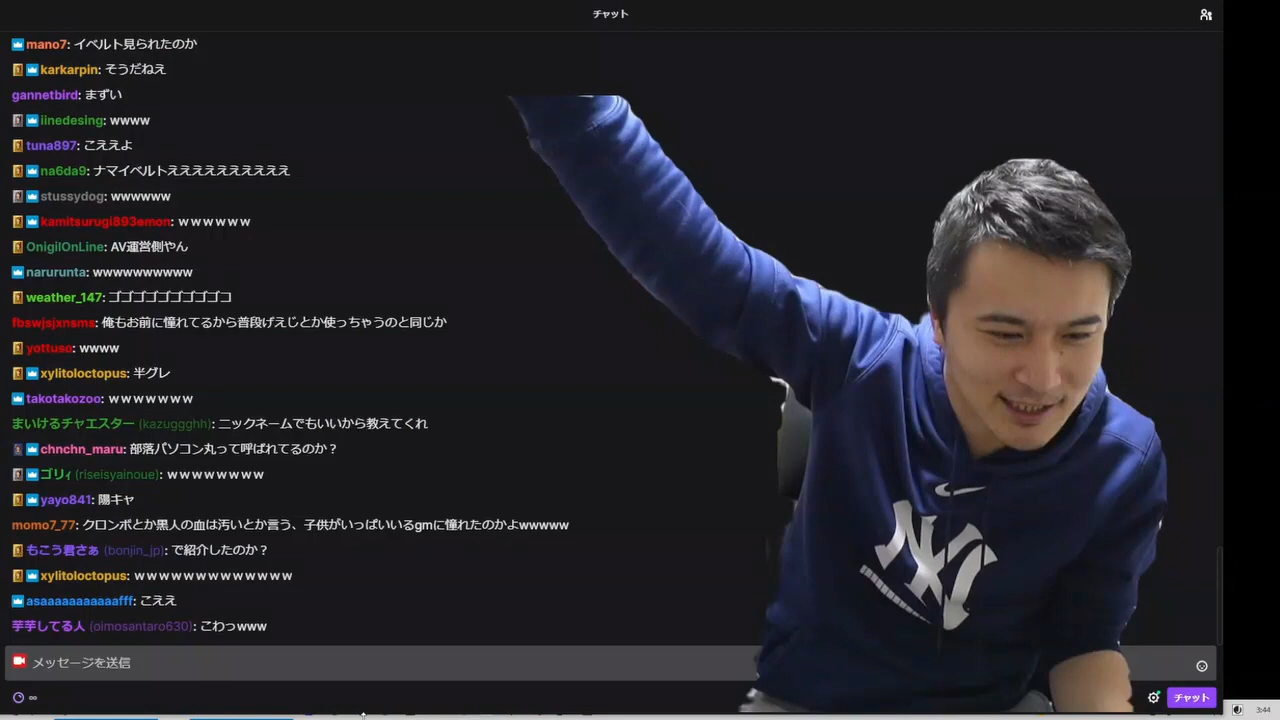 チャット
mano7: イベルト見られたのか
karkarpin: そうだねえ
gannetbird: まずい
iinedesing: wwww
tuna897: こええよ
na6da9: ナマイベルトええええええええええ
stussydog: wwwwww
kamitsurugi893emon: ｗｗｗｗｗｗ
OnigiIOnLine: AV運営側やん
narurunta: wwwwwwwwww
weather_147: ゴゴゴゴゴゴゴゴゴコ
fbswjsjxnsms: 俺もお前に憧れてるから普段げえじとか使っちゃうのと同じか
yottuso: wwww
xylitoloctopus: 半グレ
takotakozoo: ｗｗｗｗｗｗｗ
まいけるチャエスター (kazuggghh): ニックネームでもいいから教えてくれ
chnchn_maru: 部落パソコン丸って呼ばれてるのか？
ゴリィ (riseisyainoue): ｗｗｗｗｗｗｗｗ
yayo841: 陽キャ
momo7_77: クロンボとか黒人の血は汚いとか言う、子供がいっぱいいるgmに憧れたのかよwwwww
もこう君さぁ (bonjin_jp): で紹介したのか？
xylitoloctopus: ｗｗｗｗｗｗｗｗｗｗｗｗｗ
asaaaaaaaaaafff: こええ
芋芋してる人 (oimosantaro630): こわっwww
メッセージを送信
∞
チャット
3:44
NY